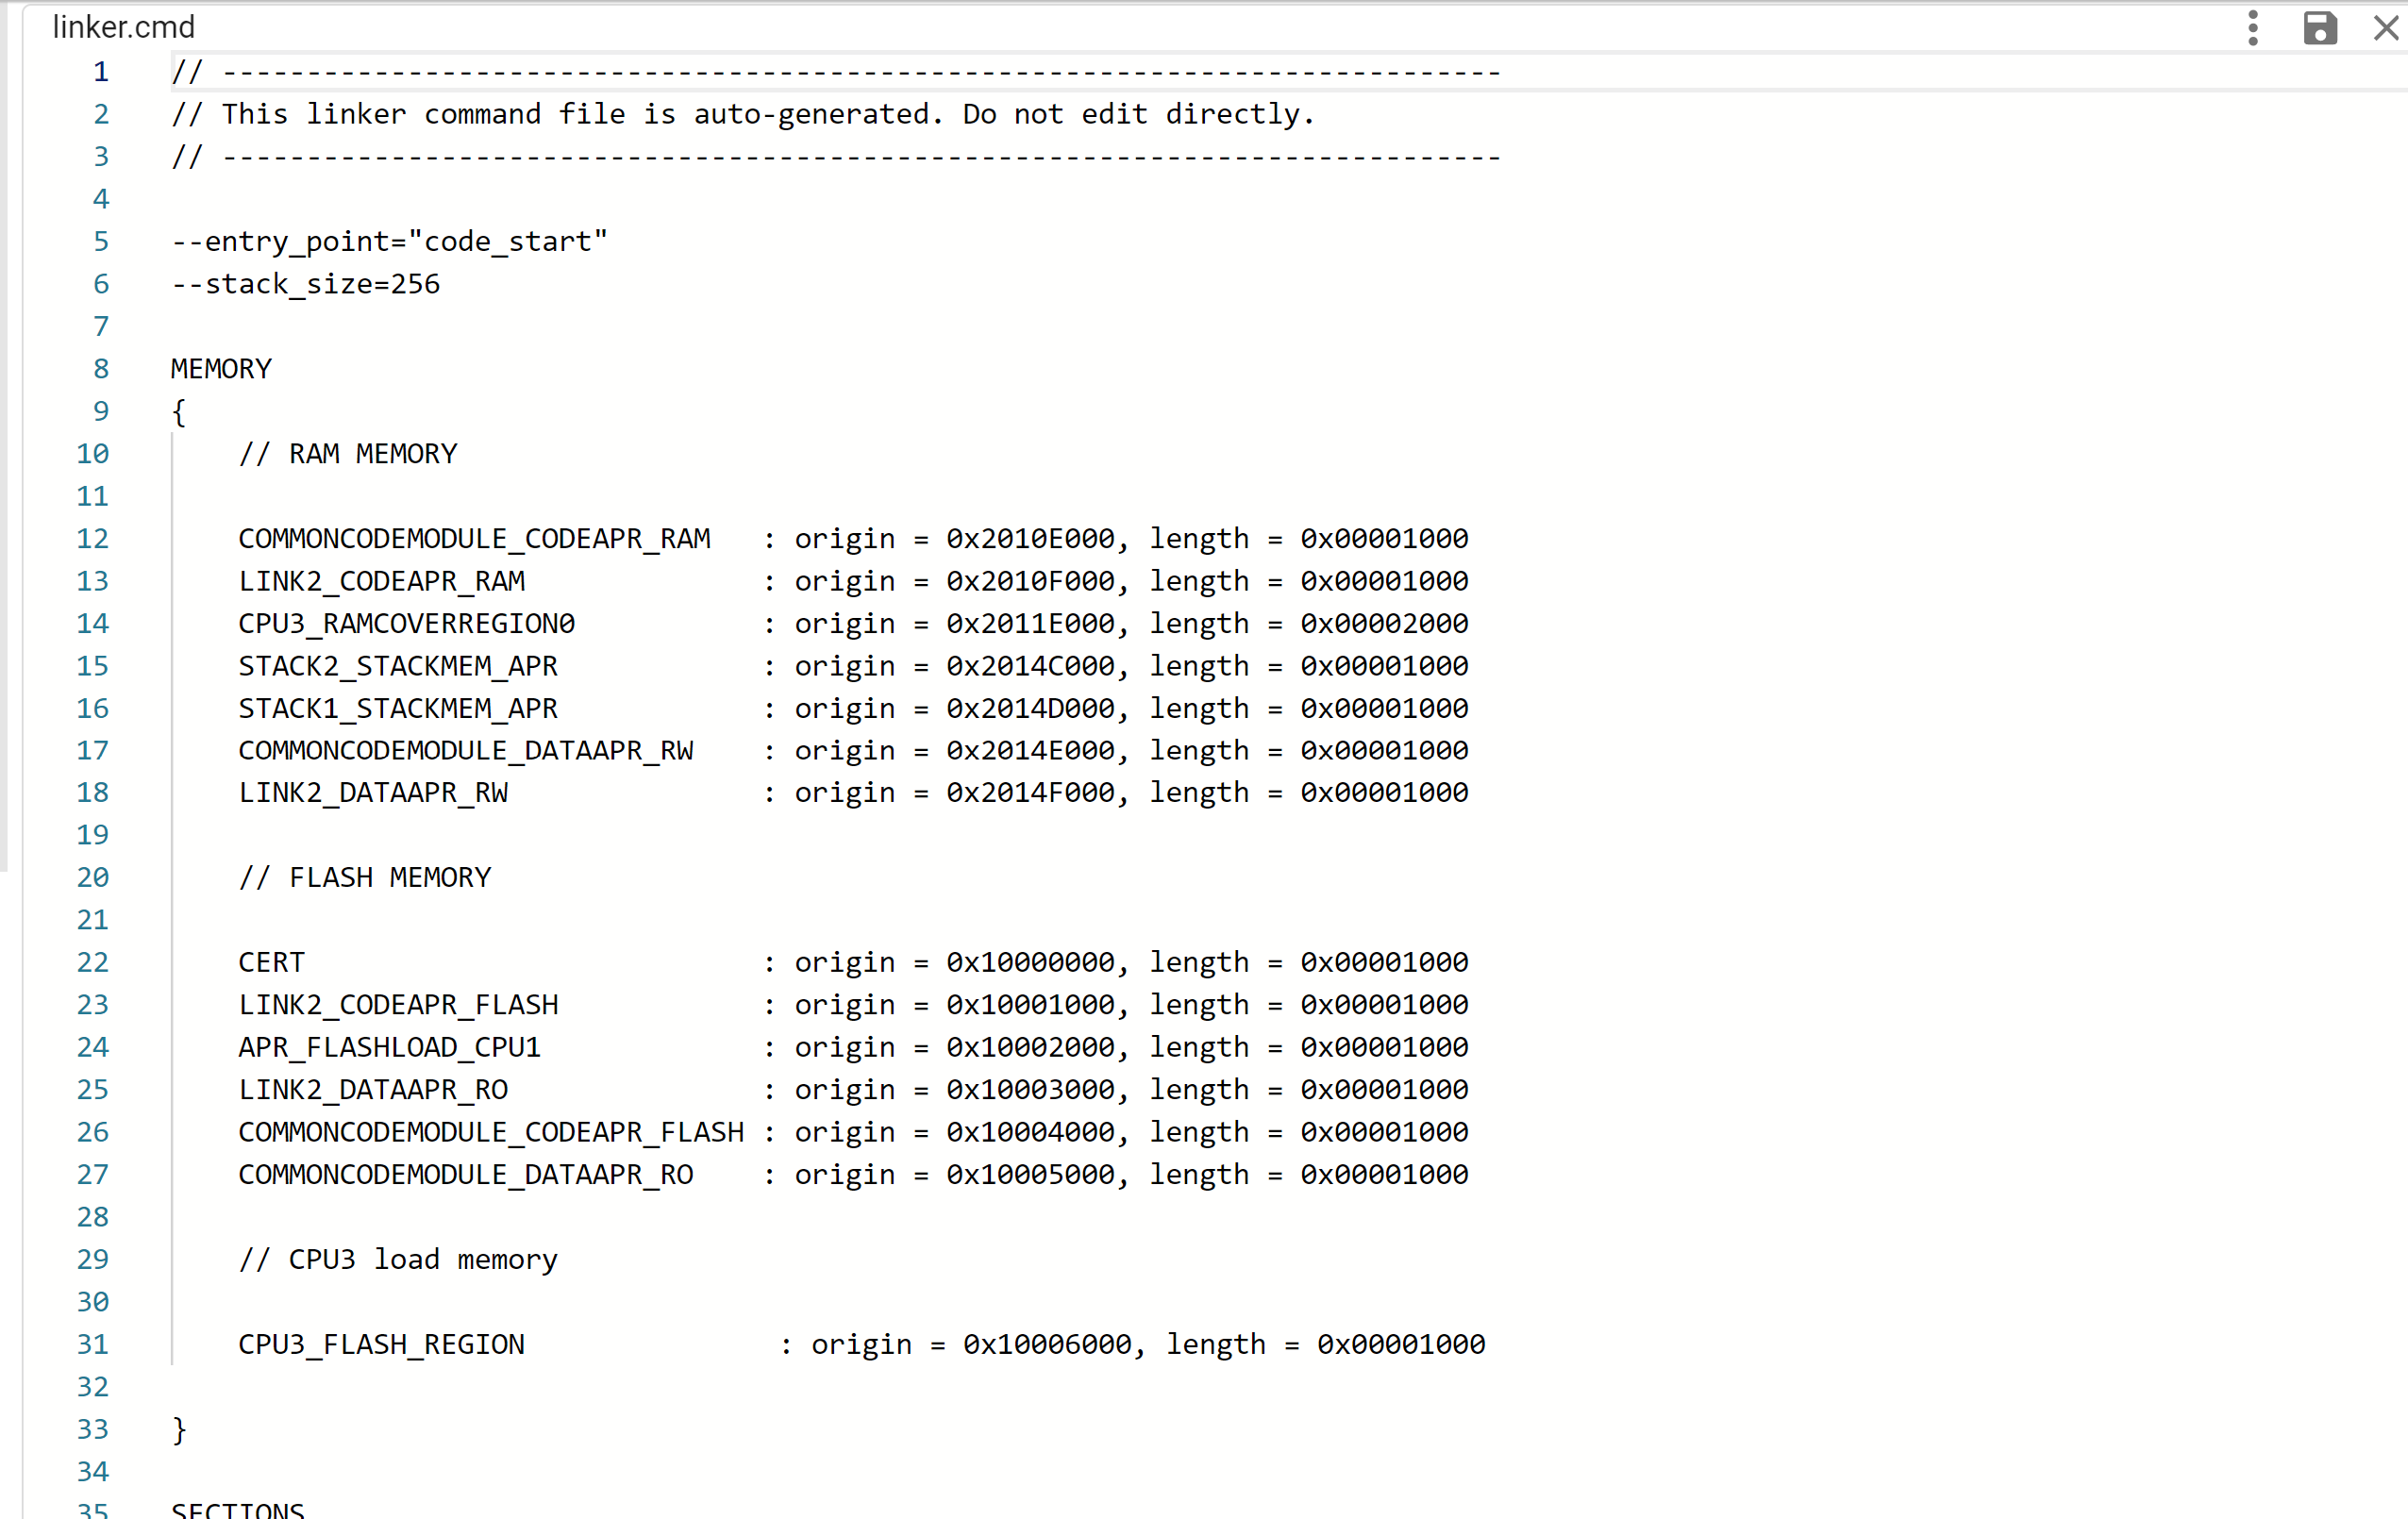 linker.cmd
1 // ----------------------------------------------------------------------------
2 // This linker command file is auto-generated. Do not edit directly.
3 // ----------------------------------------------------------------------------
4
5 --entry_point="code_start"
6 --stack_size=256
7
8 MEMORY
9 {
10 // RAM MEMORY
11
12 COMMONCODEMODULE_CODEAPR_RAM : origin = 0x2010E000, length = 0x00001000
13 LINK2_CODEAPR_RAM : origin = 0x2010F000, length = 0x00001000
14 CPU3_RAMCOVERREGION0 : origin = 0x2011E000, length = 0x00002000
15 STACK2_STACKMEM_APR : origin = 0x2014C000, length = 0x00001000
16 STACK1_STACKMEM_APR : origin = 0x2014D000, length = 0x00001000
17 COMMONCODEMODULE_DATAAPR_RW : origin = 0x2014E000, length = 0x00001000
18 LINK2_DATAAPR_RW : origin = 0x2014F000, length = 0x00001000
19
20 // FLASH MEMORY
21
22 CERT : origin = 0x10000000, length = 0x00001000
23 LINK2_CODEAPR_FLASH : origin = 0x10001000, length = 0x00001000
24 APR_FLASHLOAD_CPU1 : origin = 0x10002000, length = 0x00001000
25 LINK2_DATAAPR_RO : origin = 0x10003000, length = 0x00001000
26 COMMONCODEMODULE_CODEAPR_FLASH : origin = 0x10004000, length = 0x00001000
27 COMMONCODEMODULE_DATAAPR_RO : origin = 0x10005000, length = 0x00001000
28
29 // CPU3 load memory
30
31 CPU3_FLASH_REGION : origin = 0x10006000, length = 0x00001000
32
33 }
34
35 SECTIONS